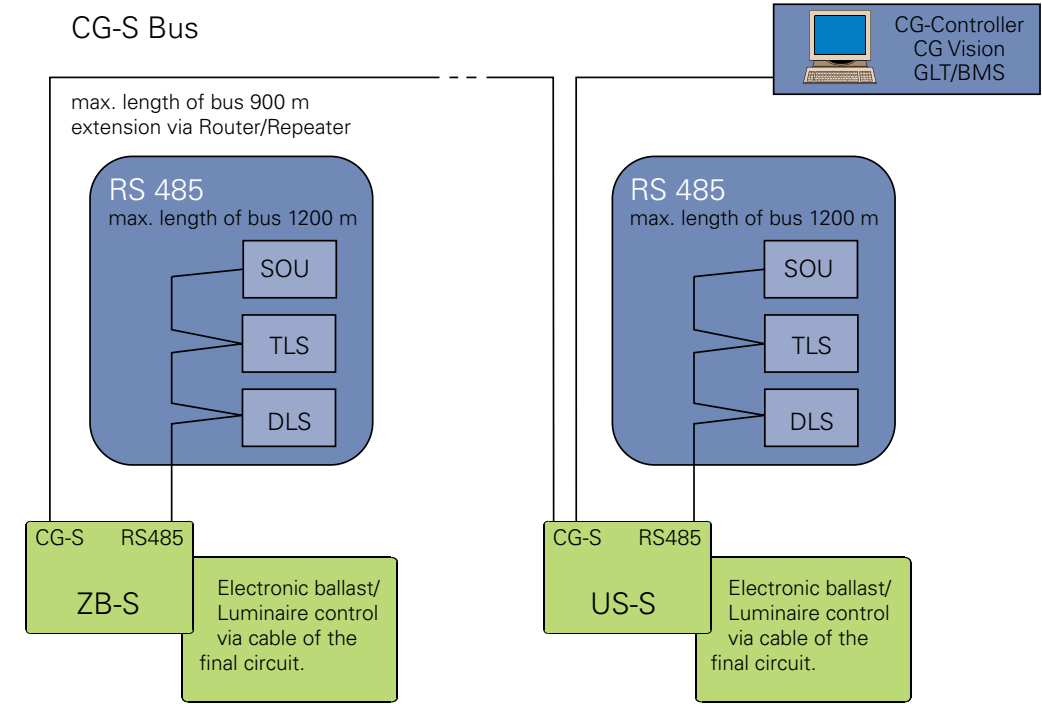 CG-S Bus
CG-Controller
CG Vision
GLT/BMS
max. length of bus 900 m
extension via Router/Repeater
RS 485
max. length of bus 1200 m
SOU
TLS
DLS
RS 485
max. length of bus 1200 m
SOU
TLS
DLS
CG-S RS485
ZB-S
Electronic ballast/
Luminaire control
via cable of the
final circuit.
CG-S RS485
US-S
Electronic ballast/
Luminaire control
via cable of the
final circuit.